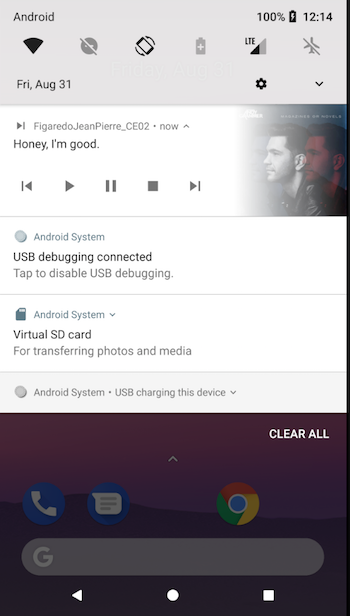 Android 100% 12:14
LTE
Fri, Aug 31
FigaredoJeanPierre_CE02 • now
Honey, I'm good.
Android System
USB debugging connected
Tap to disable USB debugging.
Android System
Virtual SD card
For transferring photos and media
Android System • USB charging this device
CLEAR ALL
G